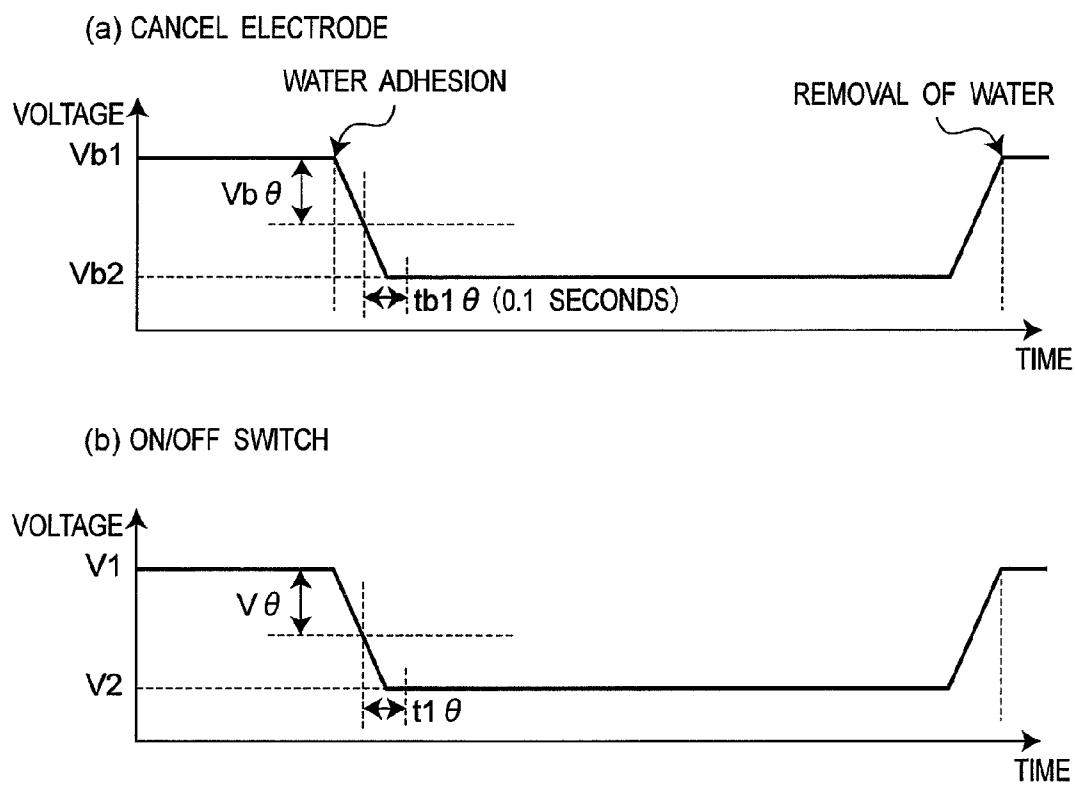 (a) CANCEL ELECTRODE
WATER ADHESION
REMOVAL OF WATER
VOLTAGE
Vb1
Vb θ
Vb2
tb1 θ (0.1 SECONDS)
TIME
(b) ON/OFF SWITCH
VOLTAGE
V1
V θ
V2
t1 θ
TIME